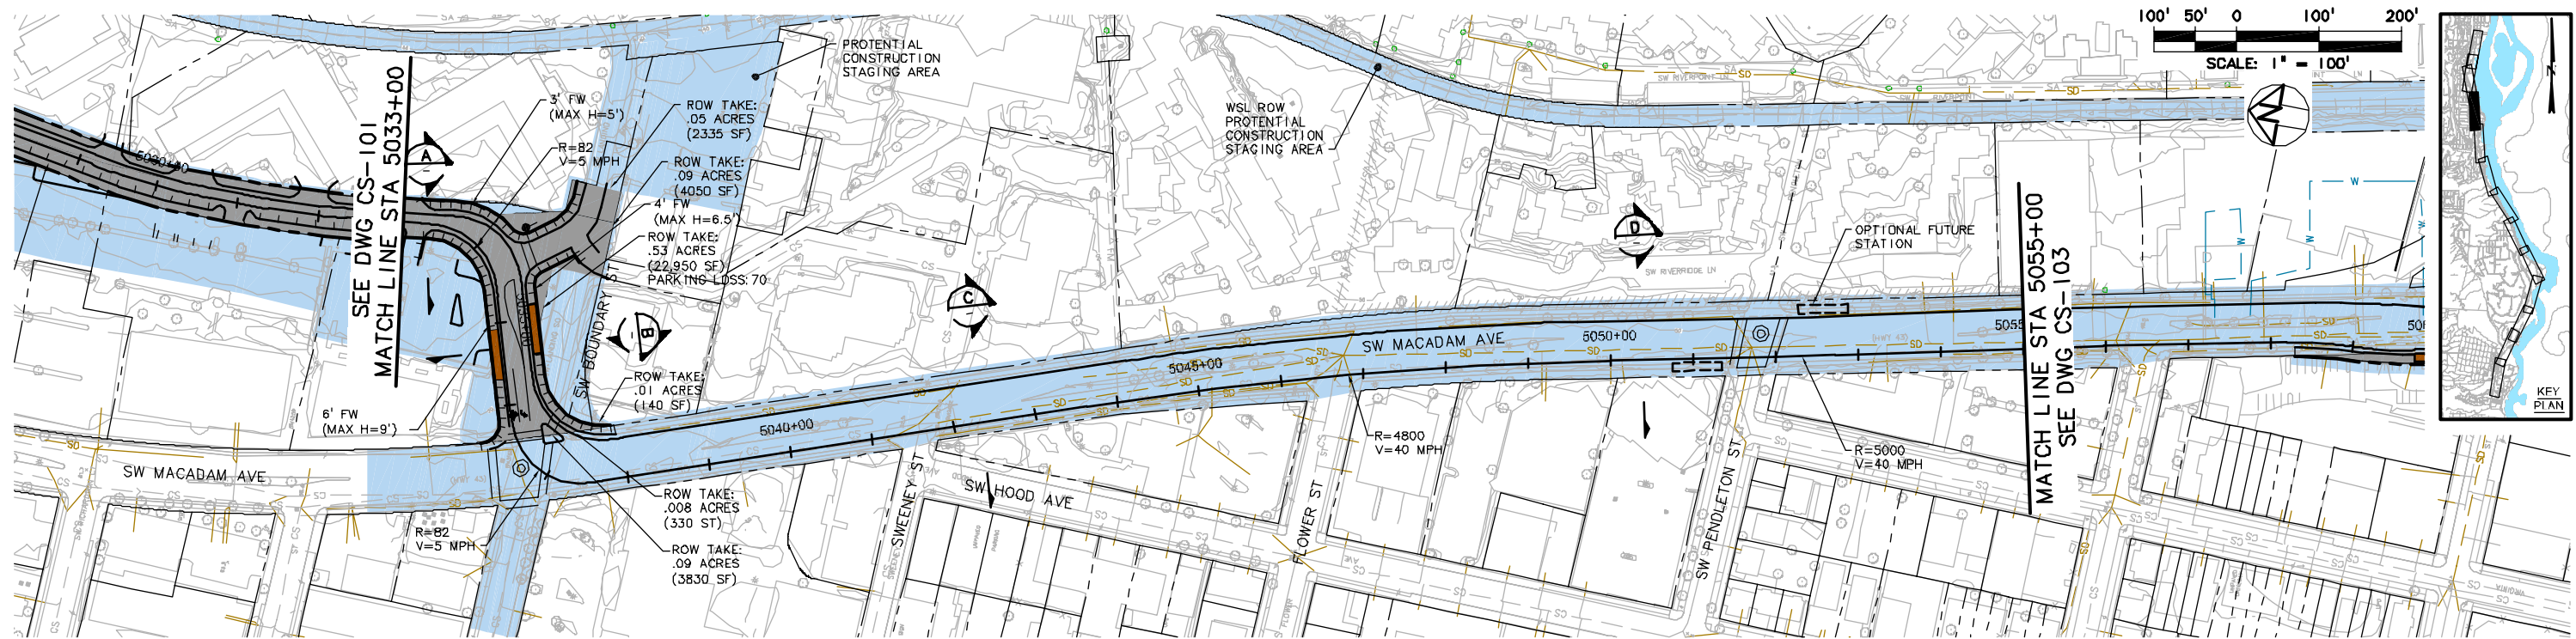 PROTENTIAL
CONSTRUCTION
STAGING AREA
100' 50' 0 100' 200'
SCALE: 1" = 100'
SEE DWG CS-101
MATCH LINE STA 5033+00
A
3' FW
(MAX H=5')
R=82
V=5 MPH
ROW TAKE:
.05 ACRES
(2335 SF)
ROW TAKE:
.09 ACRES
(4050 SF)
4' FW
(MAX H=6.5')
ROW TAKE:
.53 ACRES
(22,950 SF)
PARKING LOSS: 70
SW BOUNDARY ST
B
C
WSL ROW
PROTENTIAL
CONSTRUCTION
STAGING AREA
SW RIVERPOINT LN
SD
D
SW RIVERRIDGE LN
OPTIONAL FUTURE
STATION
MATCH LINE STA 5055+00
SEE DWG CS-103
W
W
W
N
KEY
PLAN
6' FW
(MAX H=9')
ROW TAKE:
.01 ACRES
(140 SF)
5040+00
5045+00
SW MACADAM AVE
5050+00
R=4800
V=40 MPH
R=5000
V=40 MPH
SW MACADAM AVE
R=82
V=5 MPH
ROW TAKE:
.008 ACRES
(330 ST)
ROW TAKE:
.09 ACRES
(3830 SF)
SWEENEY ST
SW HOOD AVE
FLOWER ST
SW PENDLETON ST